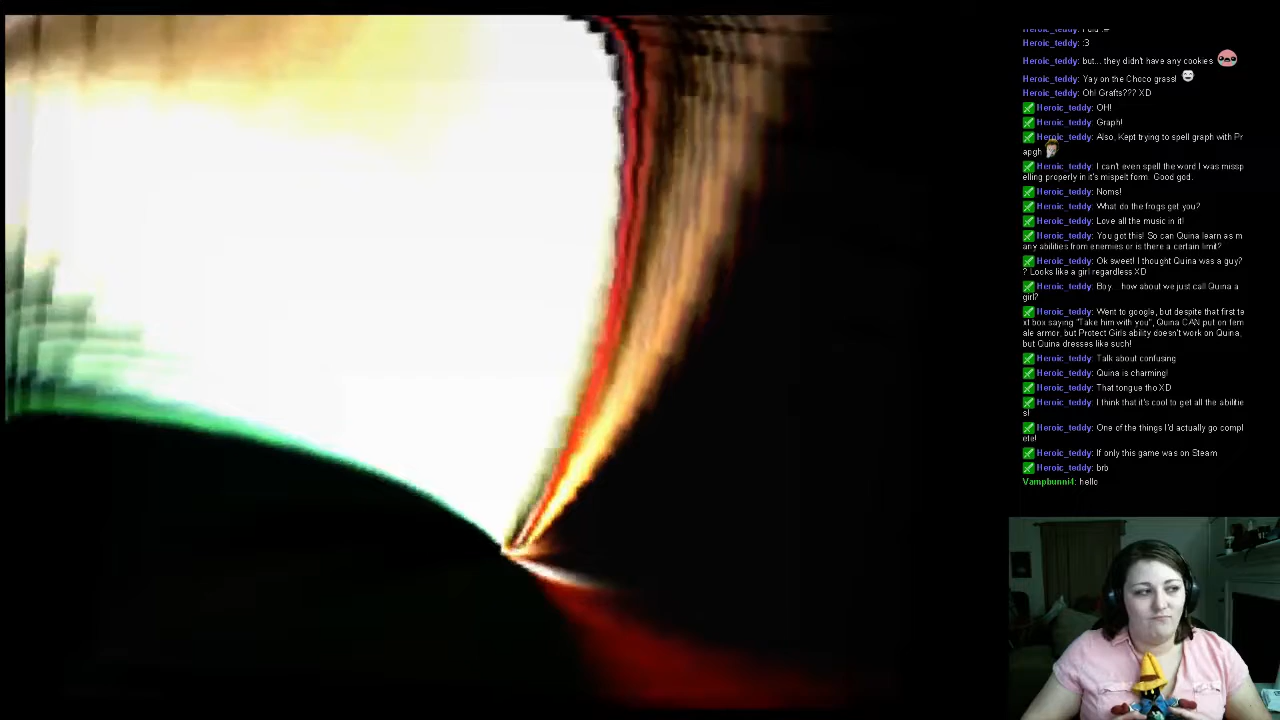 Heroic_teddy: :3
Heroic_teddy: but... they didn't have any cookies
Heroic_teddy: Yay on the Choco grass!
Heroic_teddy: Oh! Grafts??? XD
Heroic_teddy: OH!
Heroic_teddy: Graph!
Heroic_teddy: Also, Kept trying to spell graph with Pr
apgh
Heroic_teddy: I can't even spell the word I was missp
elling properly in it's mispelt form. Good god.
Heroic_teddy: Noms!
Heroic_teddy: What do the frogs get you?
Heroic_teddy: Love all the music in it!
Heroic_teddy: You got this! So can Quina learn as m
any abilities from enemies or is there a certain limit?
Heroic_teddy: Ok sweet! I thought Quina was a guy?
? Looks like a girl regardless XD
Heroic_teddy: Boy... how about we just call Quina a
girl?
Heroic_teddy: Went to google, but despite that first te
xt box saying "Take him with you", Quina CAN put on fem
ale armor, but Protect Girls ability doesn't work on Quina,
but Quina dresses like such!
Heroic_teddy: Talk about confusing
Heroic_teddy: Quina is charming!
Heroic_teddy: That tongue tho XD
Heroic_teddy: I think that it's cool to get all the abilitie
s!
Heroic_teddy: One of the things I'd actually go compl
ete!
Heroic_teddy: If only this game was on Steam
Heroic_teddy: brb
Vampbunni4: hello